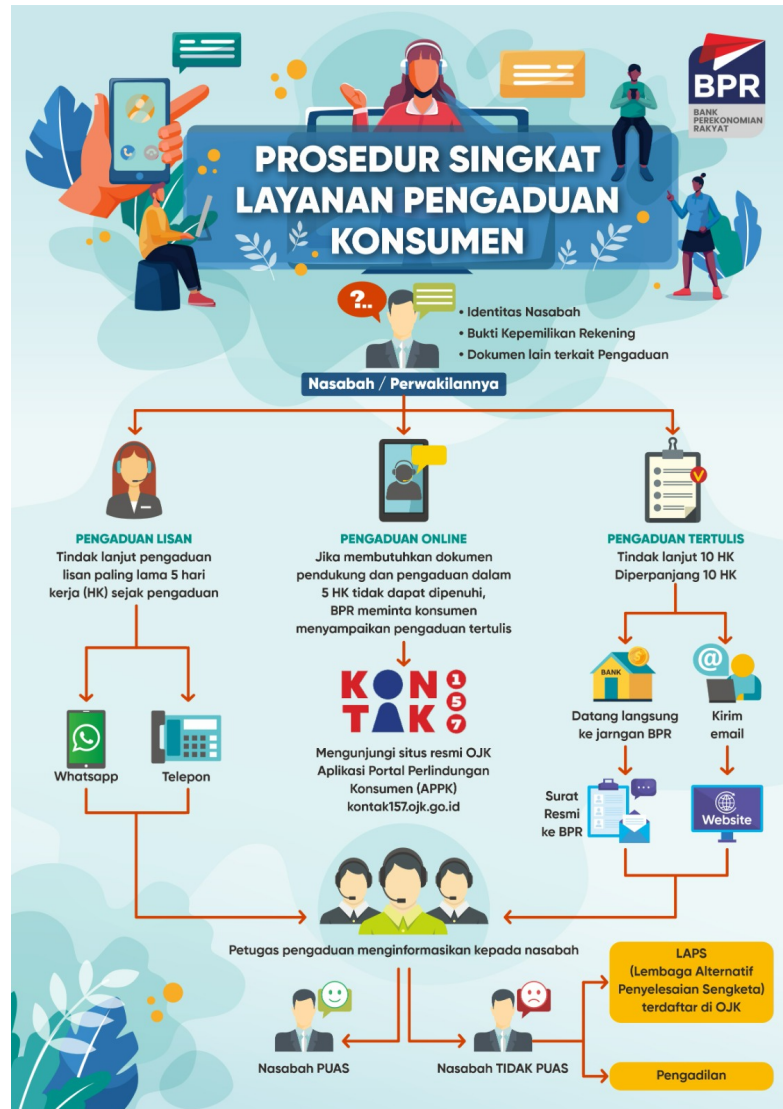 BPR
BANK
PEREKONOMIAN
RAKYAT
PROSEDUR SINGKAT
LAYANAN PENGADUAN
KONSUMEN
?..
• Identitas Nasabah
• Bukti Kepemilikan Rekening
• Dokumen lain terkait Pengaduan
Nasabah / Perwakilannya
PENGADUAN LISAN
Tindak lanjut pengaduan
lisan paling lama 5 hari
kerja (HK) sejak pengaduan
Whatsapp
Telepon
PENGADUAN ONLINE
Jika membutuhkan dokumen
pendukung dan pengaduan dalam
5 HK tidak dapat dipenuhi,
BPR meminta konsumen
menyampaikan pengaduan tertulis
KONTAK 157
Mengunjungi situs resmi OJK
Aplikasi Portal Perlindungan
Konsumen (APPK)
kontak157.ojk.go.id
PENGADUAN TERTULIS
Tindak lanjut 10 HK
Diperpanjang 10 HK
BANK
@
Datang langsung
ke jarngan BPR
Kirim
email
Surat
Resmi
ke BPR
Website
Petugas pengaduan menginformasikan kepada nasabah
Nasabah PUAS
Nasabah TIDAK PUAS
LAPS
(Lembaga Alternatif
Penyelesaian Sengketa)
terdaftar di OJK
Pengadilan